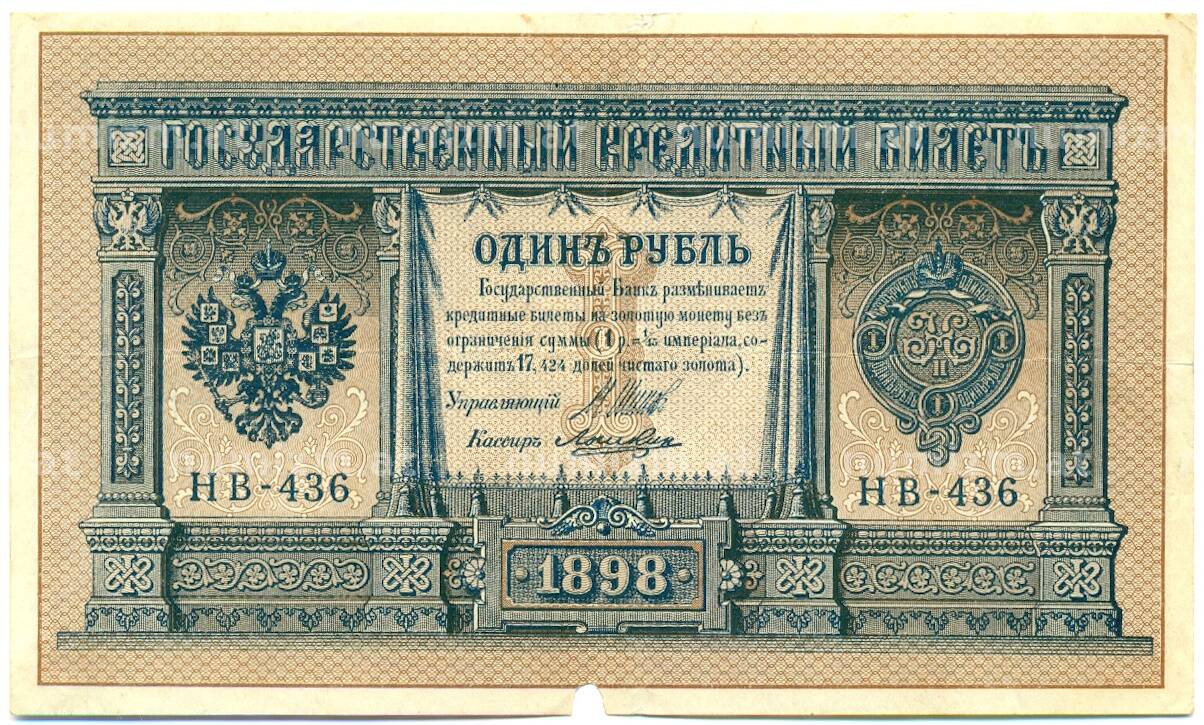 ГОСУДАРСТВЕННЫЙ КРЕДИТНЫЙ БИЛЕТЪ
ОДИНЪ РУБЛЬ
Государственный Банкъ размѣниваетъ
кредитные билеты на золотую монету безъ
ограниченія суммы (1 р. = 1/15 имперіала, со-
держитъ 17,424 долей чистаго золота).
Управляющій
Кассиръ
НВ-436
НВ-436
1898